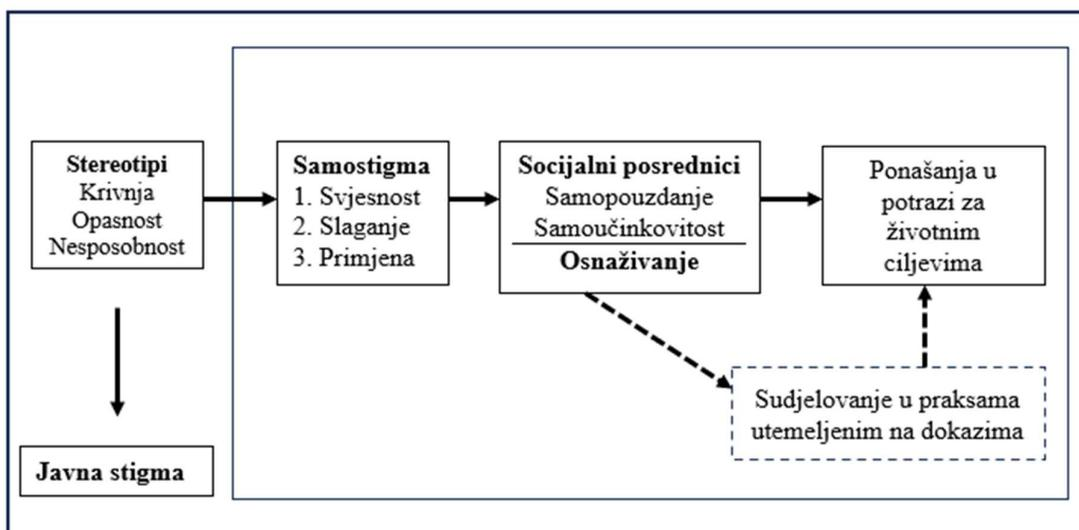 Stereotipi
Krivnja
Opasnost
Nesposobnost
Samostigma
1. Svjesnost
2. Slaganje
3. Primjena
Socijalni posrednici
Samopouzdanje
Samoučinkovitost
Osnaživanje
Ponašanja u
potrazi za
životnim
ciljevima
Sudjelovanje u praksama
utemeljenim na dokazima
Javna stigma